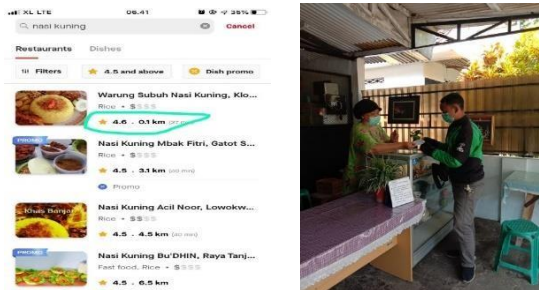 XL LTE 06.41 35%
nasi kuning Cancel
Restaurants Dishes
Filters 4.5 and above Dish promo
Warung Subuh Nasi Kuning, Klo...
Rice • $$$$
4.6 . 0.1 km
PROMO
Nasi Kuning Mbak Fitri, Gatot S...
Rice • $$$$
4.5 . 3.1 km
Promo
Khas Banjar
Nasi Kuning Acil Noor, Lowokw...
Rice • $$$$
4.5 . 4.5 km (40 min)
PROMO
Nasi Kuning Bu'DHIN, Raya Tanj...
Fast food, Rice • $$$$
4.5 . 6.5 km